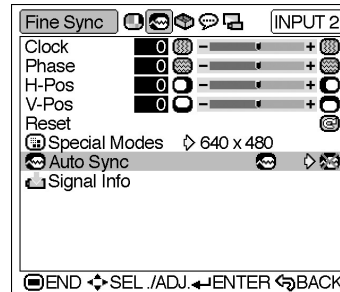 Fine Sync INPUT 2
Clock 0 - +
Phase 0 - +
H-Pos 0 - +
V-Pos 0 - +
Reset
Special Modes 640 x 480
Auto Sync
Signal Info
END SEL ./ADJ. ENTER BACK